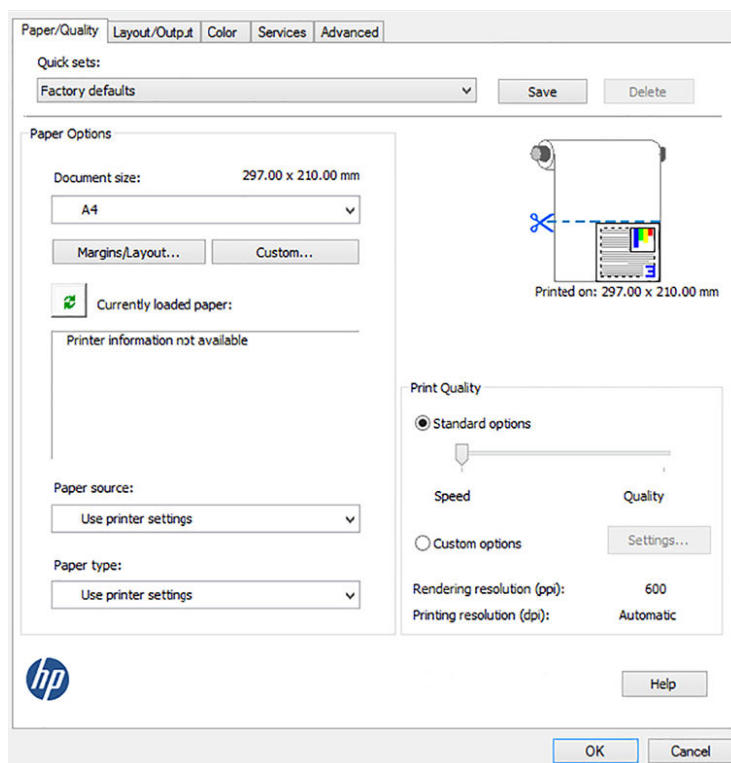 Paper/Quality Layout/Output Color Services Advanced
Quick sets:
Factory defaults Save Delete
Paper Options
Document size: 297.00 x 210.00 mm
A4
Margins/Layout... Custom...
Currently loaded paper:
Printer information not available
Paper source:
Use printer settings
Paper type:
Use printer settings
Printed on: 297.00 x 210.00 mm
Print Quality
Standard options
Speed Quality
Custom options Settings...
Rendering resolution (ppi): 600
Printing resolution (dpi): Automatic
hp
Help
OK Cancel